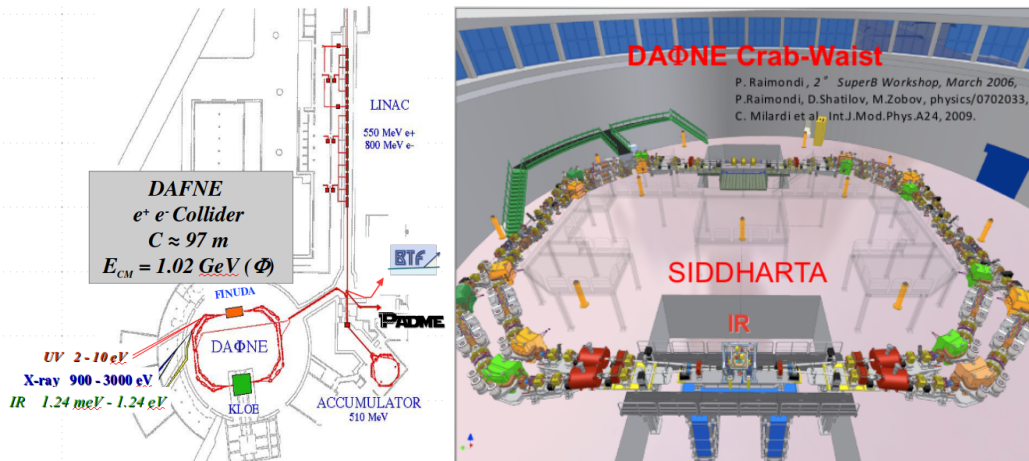 LINAC
550 MeV e+
800 MeV e-
DAFNE
e⁺ e⁻ Collider
C ≈ 97 m
E_CM = 1.02 GeV (Φ)
BTF
PADME
FINUDA
DAΦNE
UV 2 - 10 eV
X-ray 900 - 3000 eV
IR 1.24 meV - 1.24 eV
KLOE
ACCUMULATOR
510 MeV
DAΦNE Crab-Waist
P. Raimondi, 2° SuperB Workshop, March 2006,
P.Raimondi, D.Shatilov, M.Zobov, physics/0702033,
C. Milardi et al., Int.J.Mod.Phys.A24, 2009.
SIDDHARTA
IR